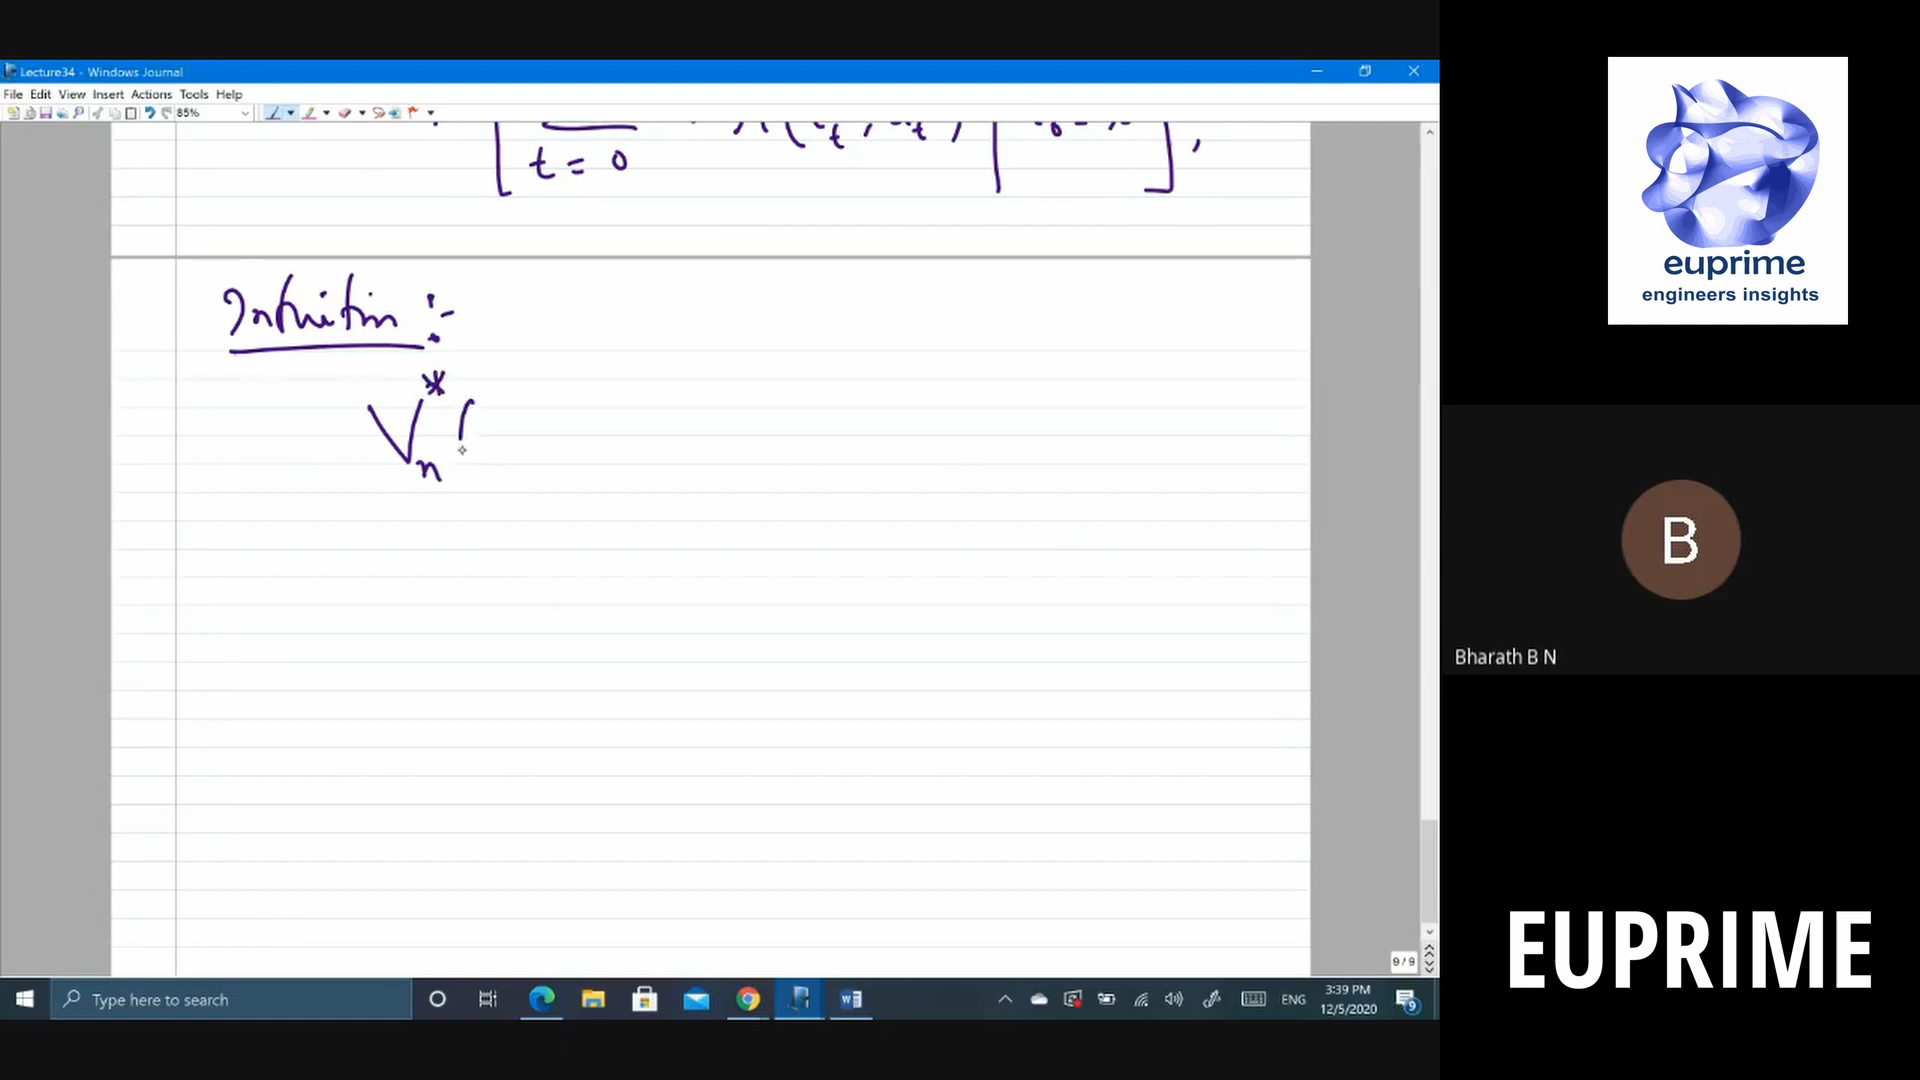 Lecture34 - Windows Journal
File Edit View Insert Actions Tools Help
85%
t = 0
Intuition :-
V*n (
9 / 9
euprime
engineers insights
B
Bharath B N
EUPRIME
Type here to search
ENG
3:39 PM
12/5/2020
9